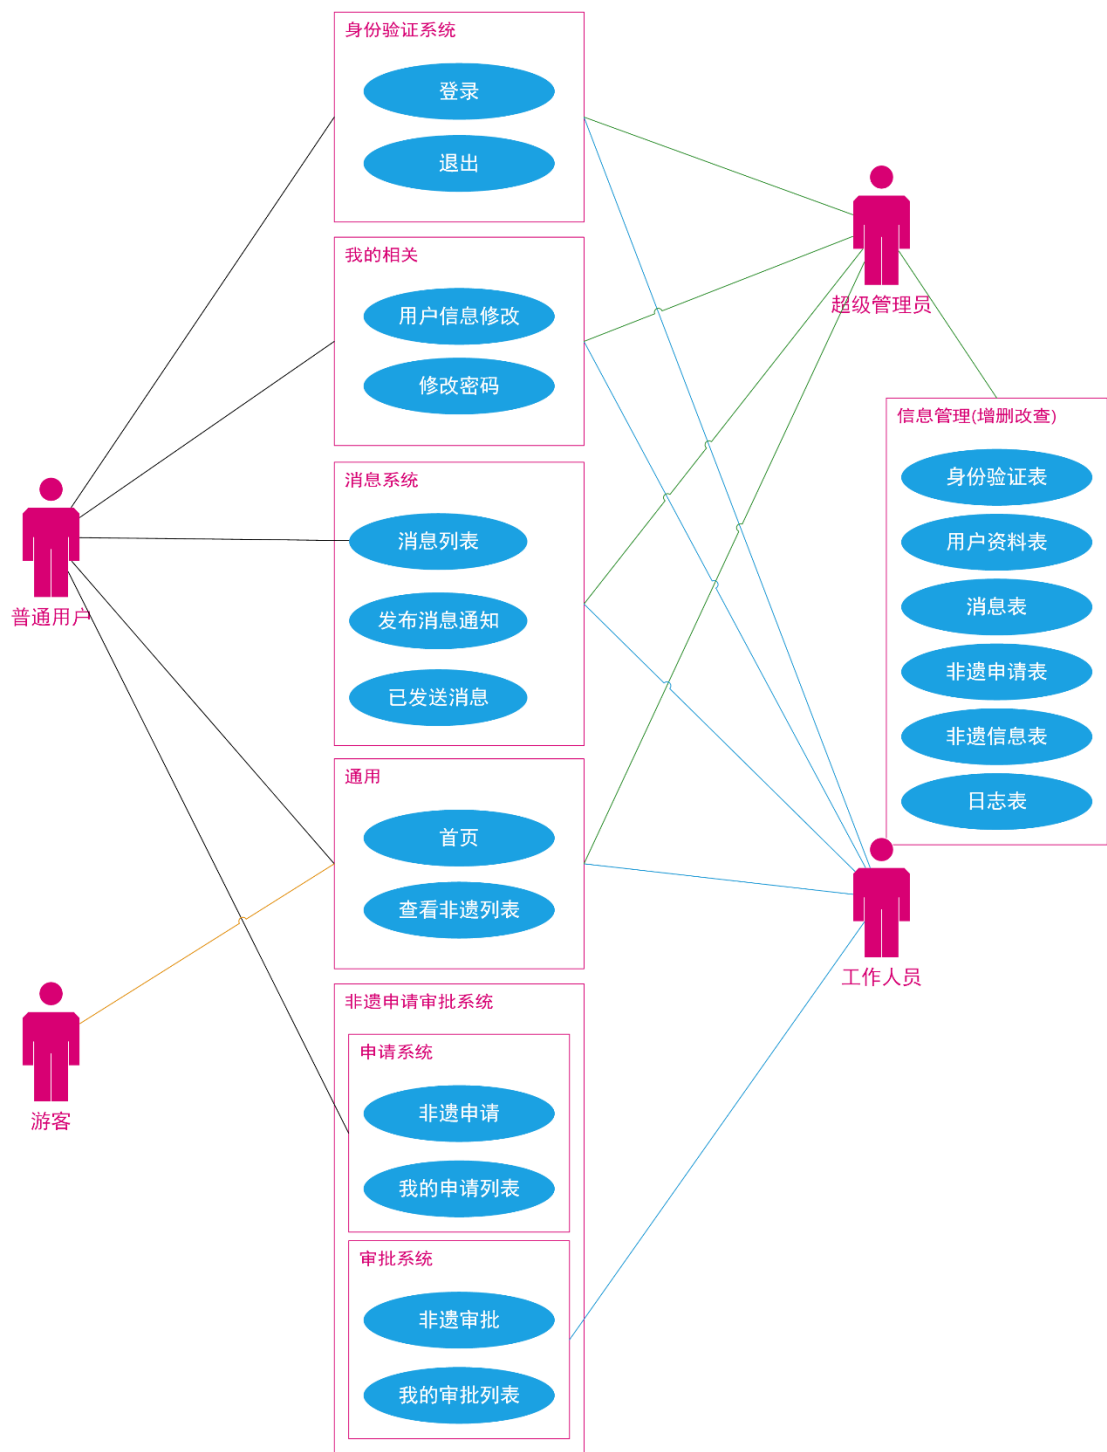 身份验证系统
登录
退出
我的相关
用户信息修改
修改密码
消息系统
消息列表
发布消息通知
已发送消息
通用
首页
查看非遗列表
非遗申请审批系统
申请系统
非遗申请
我的申请列表
审批系统
非遗审批
我的审批列表
普通用户
游客
超级管理员
信息管理(增删改查)
身份验证表
用户资料表
消息表
非遗申请表
非遗信息表
日志表
工作人员